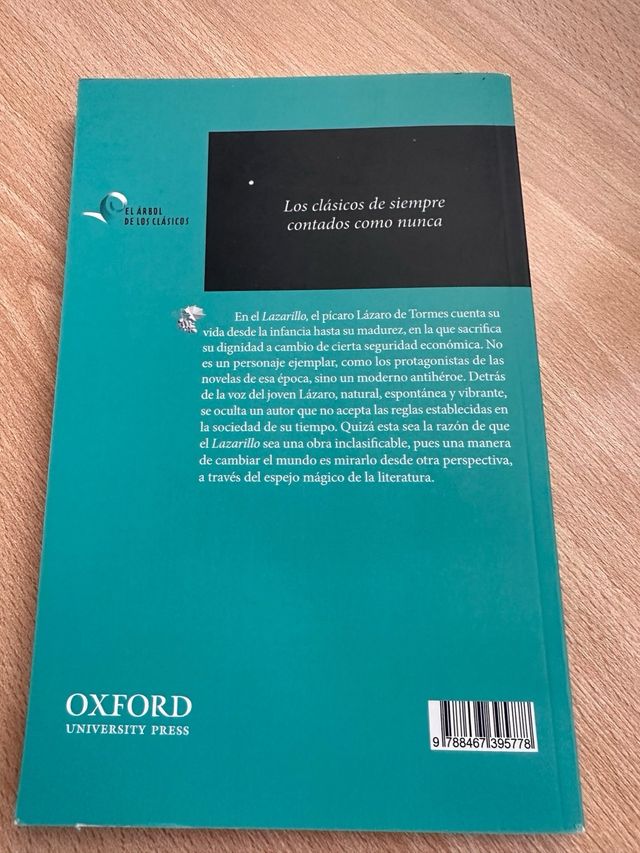 Los clásicos de siempre
contados como nunca
EL ÁRBOL
DE LOS CLÁSICOS
En el Lazarillo, el pícaro Lázaro de Tormes cuenta su
vida desde la infancia hasta su madurez, en la que sacrifica
su dignidad a cambio de cierta seguridad económica. No
es un personaje ejemplar, como los protagonistas de las
novelas de esa época, sino un moderno antihéroe. Detrás
de la voz del joven Lázaro, natural, espontánea y vibrante,
se oculta un autor que no acepta las reglas establecidas en
la sociedad de su tiempo. Quizá esta sea la razón de que
el Lazarillo sea una obra inclasificable, pues una manera
de cambiar el mundo es mirarlo desde otra perspectiva,
a través del espejo mágico de la literatura.
OXFORD
UNIVERSITY PRESS
9 788467 395778